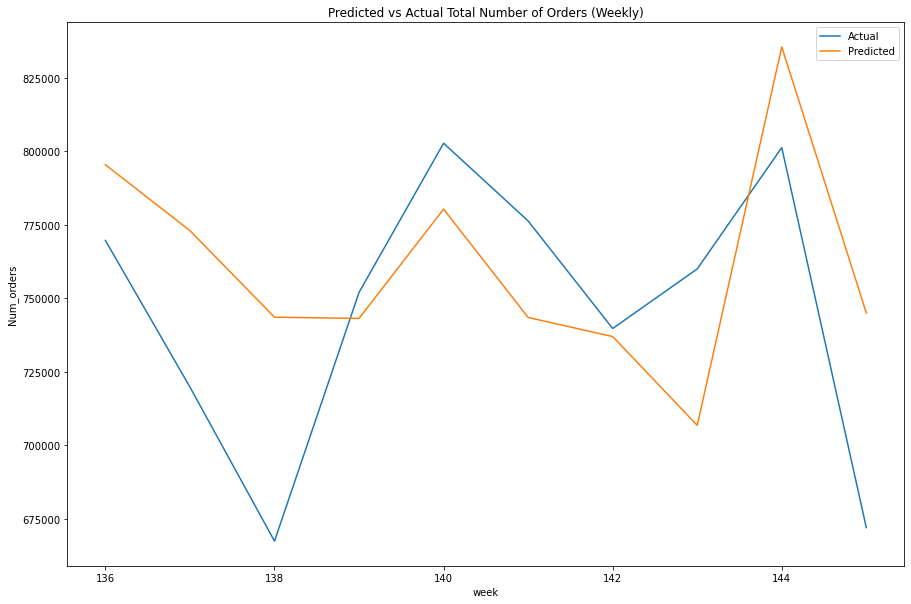 Predicted vs Actual Total Number of Orders (Weekly)
Actual
Predicted
825000
800000
775000
750000
725000
700000
675000
Num_orders
136
138
140
142
144
week